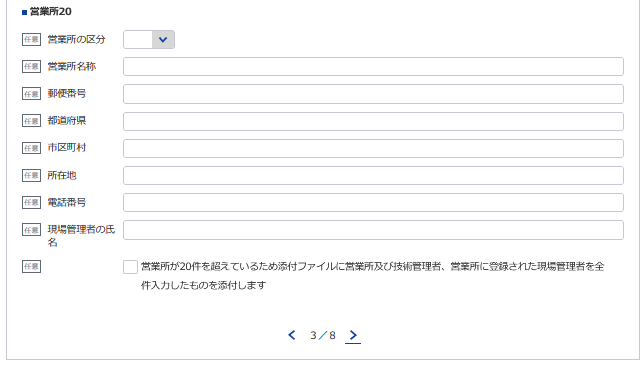 営業所20
任意 営業所の区分
任意 営業所名称
任意 郵便番号
任意 都道府県
任意 市区町村
任意 所在地
任意 電話番号
任意 現場管理者の氏
名
任意 営業所が20件を超えているため添付ファイルに営業所及び技術管理者、営業所に登録された現場管理者を全
件入力したものを添付します
3／8